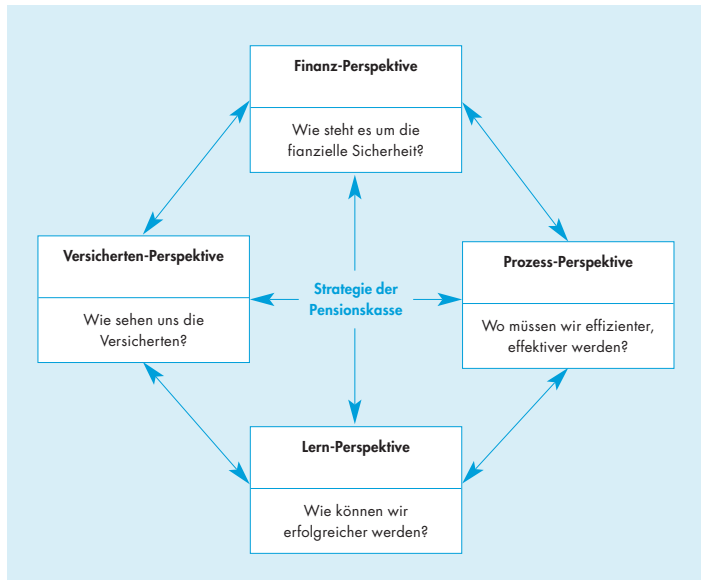 Finanz-Perspektive
Wie steht es um die
fianzielle Sicherheit?
Versicherten-Perspektive
Wie sehen uns die
Versicherten?
Strategie der
Pensionskasse
Prozess-Perspektive
Wo müssen wir effizienter,
effektiver werden?
Lern-Perspektive
Wie können wir
erfolgreicher werden?